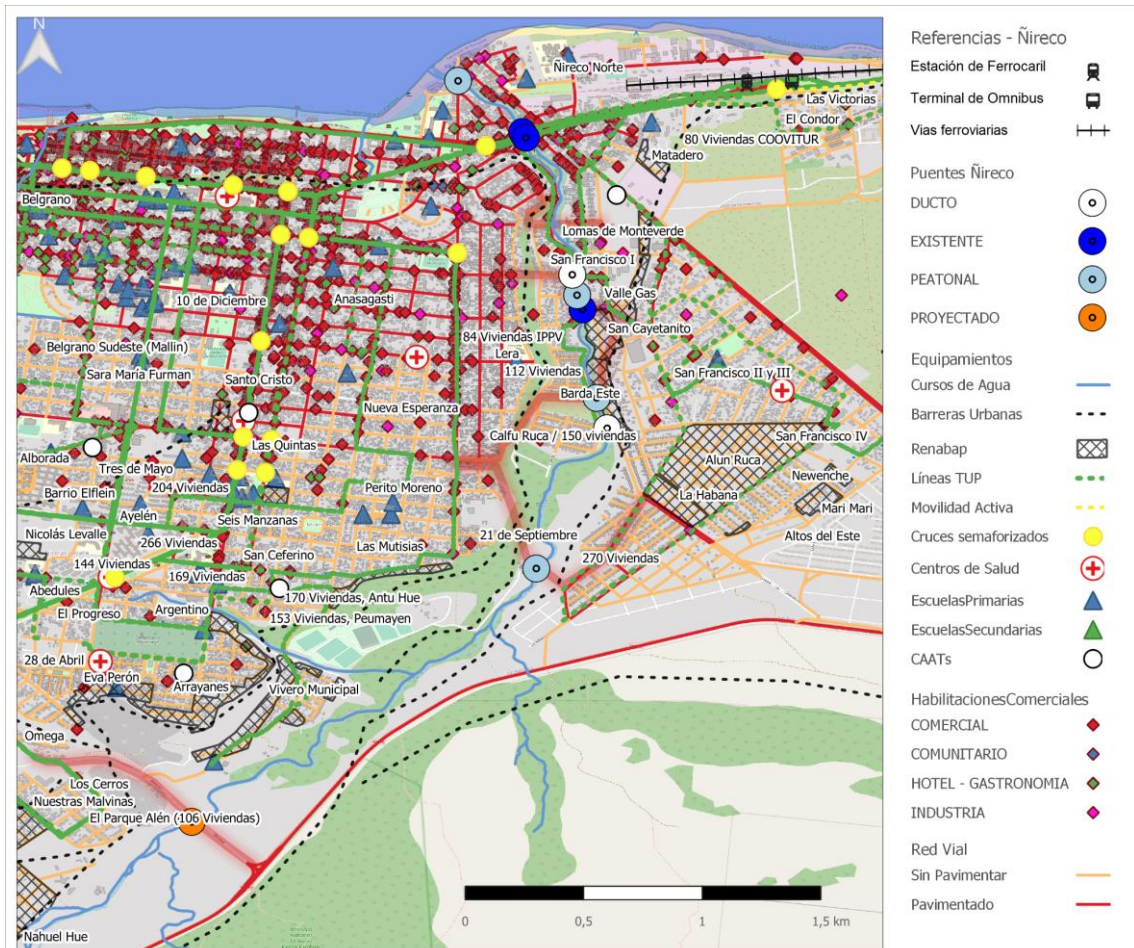 N
Ñireco Norte
Las Victorias
El Condor
80 Viviendas COOVITUR
Matadero
Belgrano
Lomas de Monteverde
San Francisco I
10 de Diciembre
Anasagasti
Valle Gas
84 Viviendas IPPV
San Cayetanito
Belgrano Sudeste (Mallin)
Lera
Sara María Furman
112 Viviendas
San Francisco II y III
Santo Cristo
Barda Este
Nueva Esperanza
Calfu Ruca / 150 viviendas
San Francisco IV
Las Quintas
Alborada
Alun Ruca
Tres de Mayo
Newenche
204 Viviendas
Perito Moreno
La Habana
Barrio Elflein
Mari Mari
Ayelén
Seis Manzanas
Nicolás Levalle
21 de Septiembre
Altos del Este
266 Viviendas
Las Mutisias
San Ceferino
270 Viviendas
144 Viviendas
169 Viviendas
Abedules
170 Viviendas, Antu Hue
El Progreso
Argentino
153 Viviendas, Peumayen
28 de Abril
Eva Perón
Arrayanes
Vivero Municipal
Omega
Los Cerros
Nuestras Malvinas,
El Parque Alén (106 Viviendas)
Nahuel Hue
0 0,5 1 1,5 km
Referencias - Ñireco
Estación de Ferrocaril
Terminal de Omnibus
Vias ferroviarias
Puentes Ñireco
DUCTO
EXISTENTE
PEATONAL
PROYECTADO
Equipamientos
Cursos de Agua
Barreras Urbanas
Renabap
Líneas TUP
Movilidad Activa
Cruces semaforizados
Centros de Salud
EscuelasPrimarias
EscuelasSecundarias
CAATs
HabilitacionesComerciales
COMERCIAL
COMUNITARIO
HOTEL - GASTRONOMIA
INDUSTRIA
Red Vial
Sin Pavimentar
Pavimentado